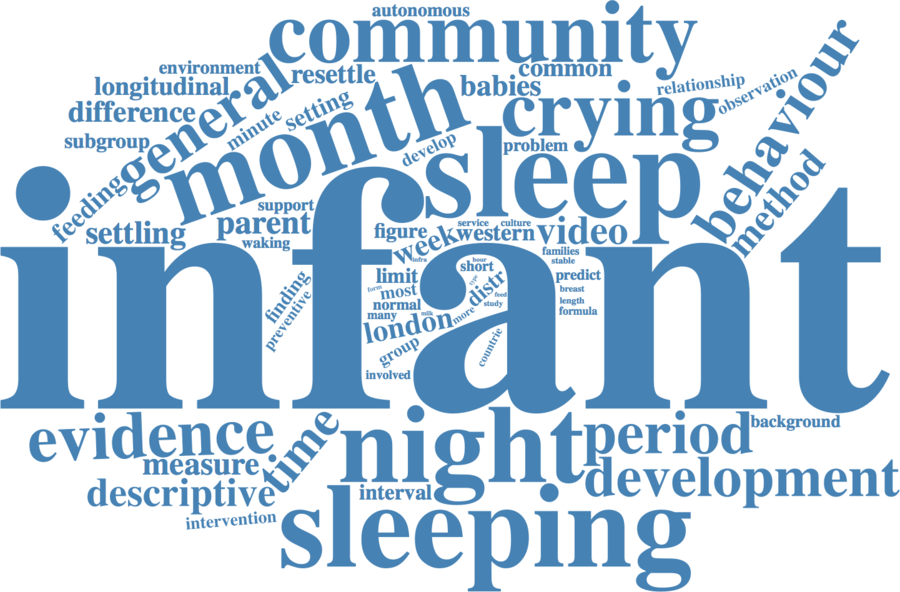 autonomous
community
environment
resettle
common
longitudinal
general
babies
relationship
observation
behaviour
difference
month
setting
minute
crying
subgroup
develop
problem
sleep
method
feeding
support
parent
settling
waking
figure
week
service
culture
western
video
infant
families
stable
infra
hour
short
limit
type
distr
predict
form
most
feed
breast
finding
preventive
normal
study
length
many
milk
more
formula
london
group
countrie
involved
evidence
time
night
period
background
measure
development
descriptive
interval
intervention
sleeping